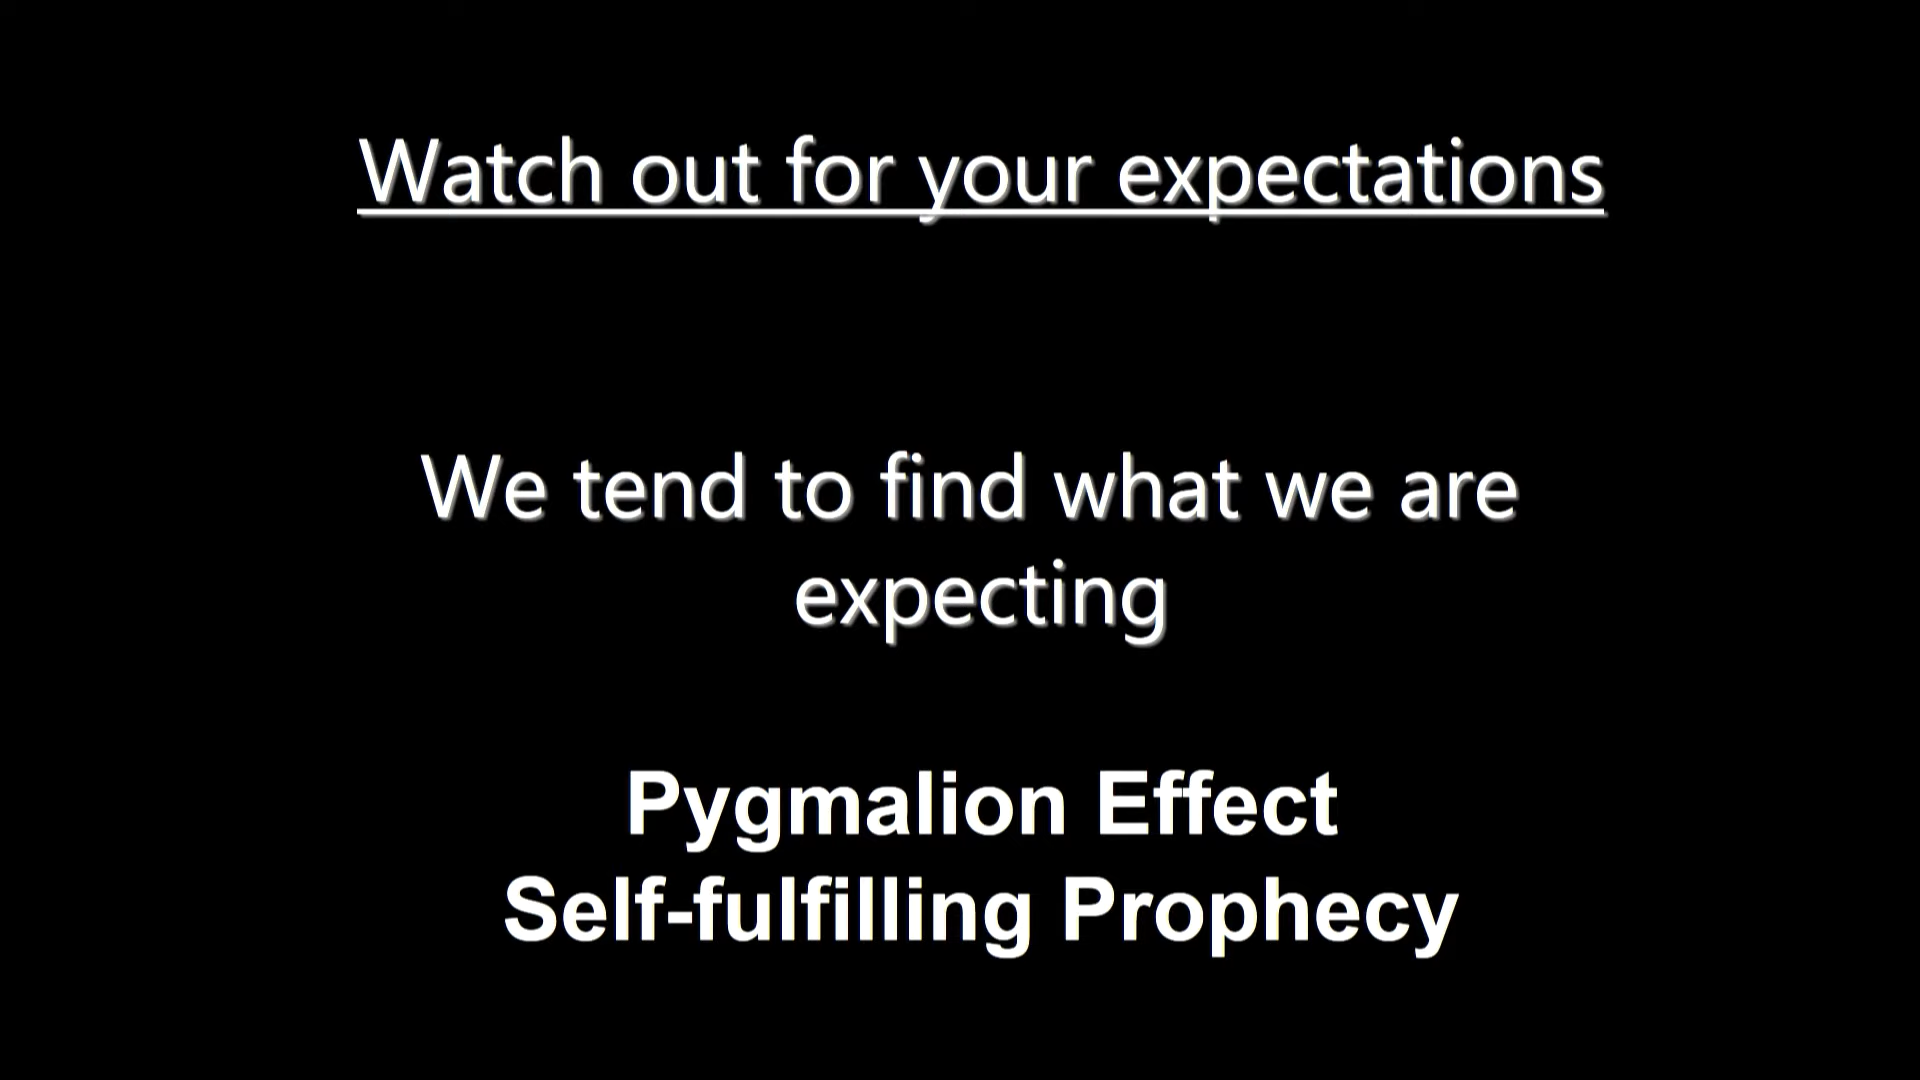 Watch out for your expectations
We tend to find what we are
expecting
Pygmalion Effect
Self-fulfilling Prophecy